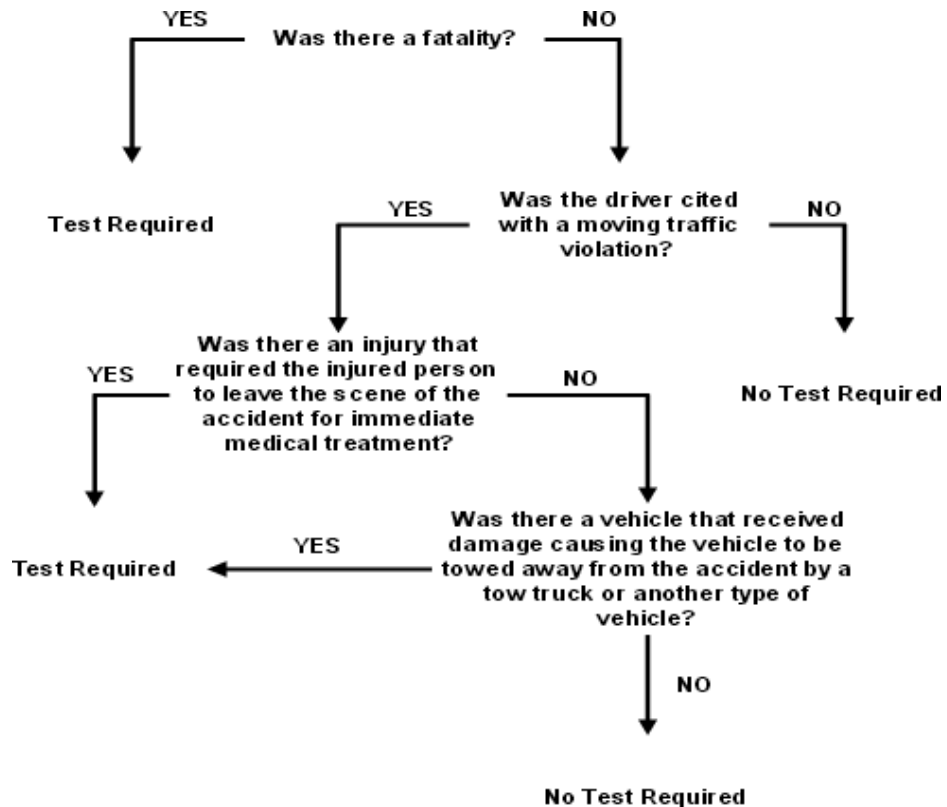 YES
Was there a fatality?
NO
Test Required
YES
Was the driver cited
with a moving traffic
violation?
NO
YES
Was there an injury that
required the injured person
to leave the scene of the
accident for immediate
medical treatment?
NO
No Test Required
Test Required
YES
Was there a vehicle that received
damage causing the vehicle to be
towed away from the accident by a
tow truck or another type of
vehicle?
NO
No Test Required